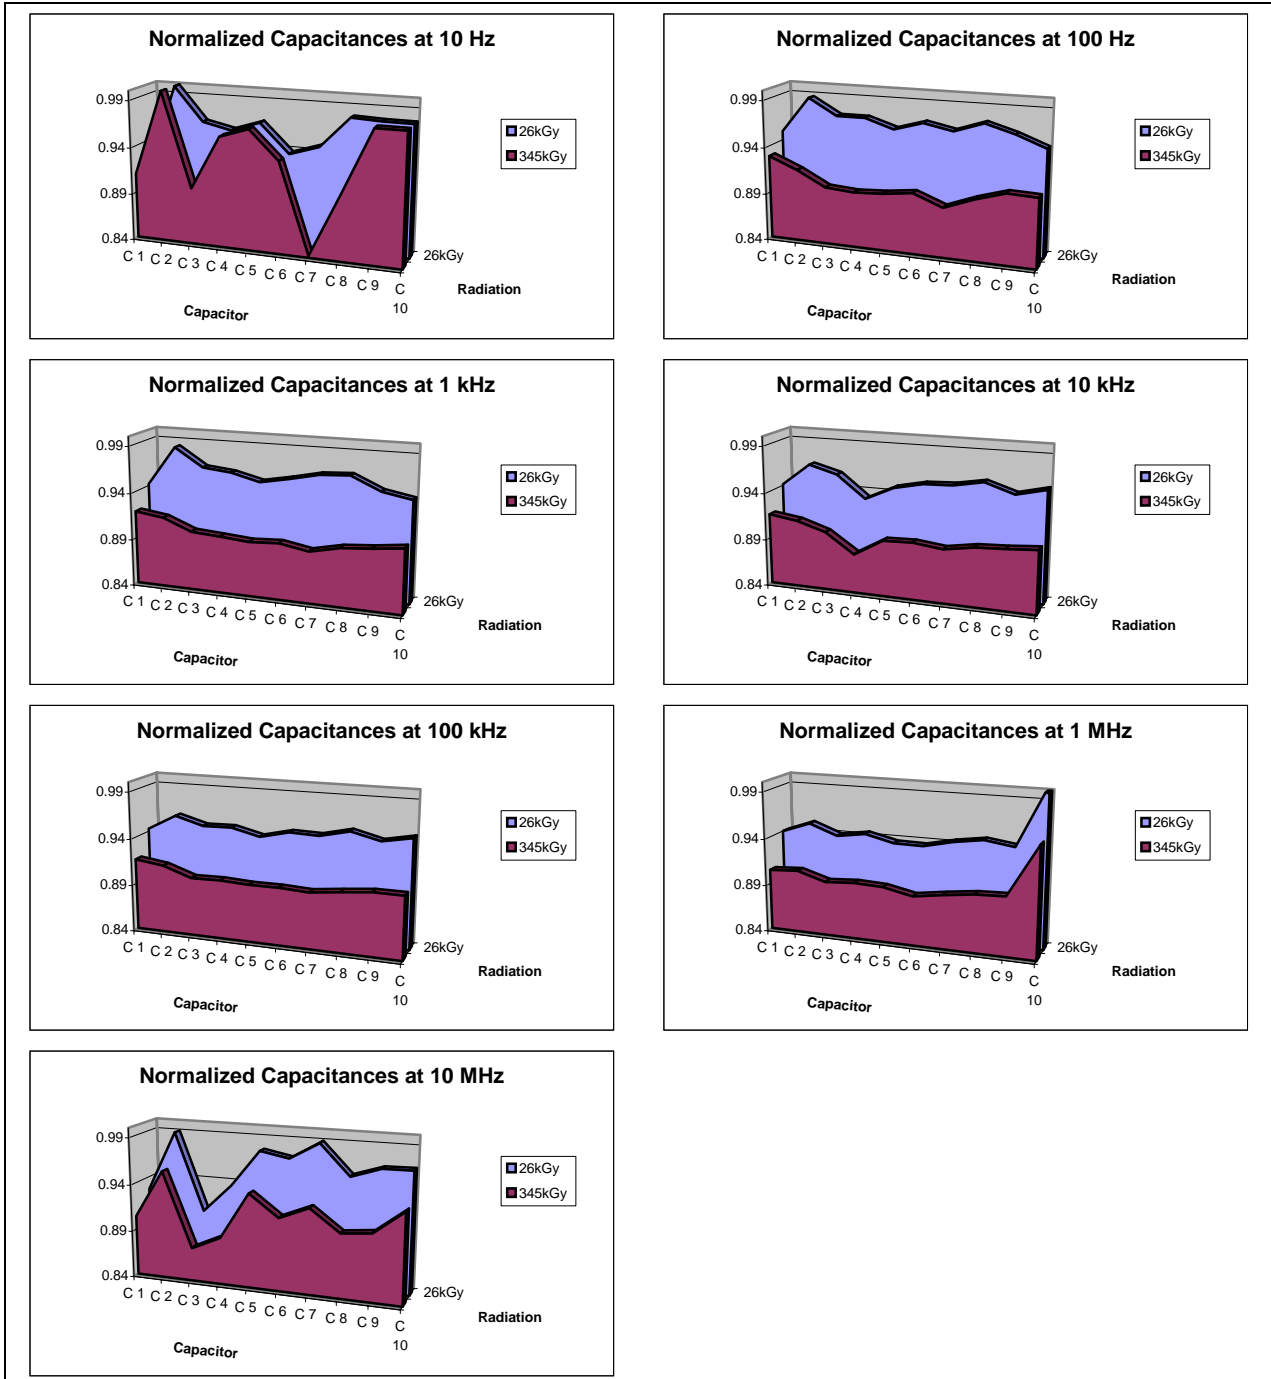 Normalized Capacitances at 10 Hz
0.99
0.94
0.89
0.84
C 1 C 2 C 3 C 4 C 5 C 6 C 7 C 8 C 9 C 10
26kGy
Radiation
Capacitor
26kGy
345kGy
Normalized Capacitances at 100 Hz
0.99
0.94
0.89
0.84
C 1 C 2 C 3 C 4 C 5 C 6 C 7 C 8 C 9 C 10
26kGy
Radiation
Capacitor
26kGy
345kGy
Normalized Capacitances at 1 kHz
0.99
0.94
0.89
0.84
C 1 C 2 C 3 C 4 C 5 C 6 C 7 C 8 C 9 C 10
26kGy
Radiation
Capacitor
26kGy
345kGy
Normalized Capacitances at 10 kHz
0.99
0.94
0.89
0.84
C 1 C 2 C 3 C 4 C 5 C 6 C 7 C 8 C 9 C 10
26kGy
Radiation
Capacitor
26kGy
345kGy
Normalized Capacitances at 100 kHz
0.99
0.94
0.89
0.84
C 1 C 2 C 3 C 4 C 5 C 6 C 7 C 8 C 9 C 10
26kGy
Radiation
Capacitor
26kGy
345kGy
Normalized Capacitances at 1 MHz
0.99
0.94
0.89
0.84
C 1 C 2 C 3 C 4 C 5 C 6 C 7 C 8 C 9 C 10
26kGy
Radiation
Capacitor
26kGy
345kGy
Normalized Capacitances at 10 MHz
0.99
0.94
0.89
0.84
C 1 C 2 C 3 C 4 C 5 C 6 C 7 C 8 C 9 C 10
26kGy
Radiation
Capacitor
26kGy
345kGy